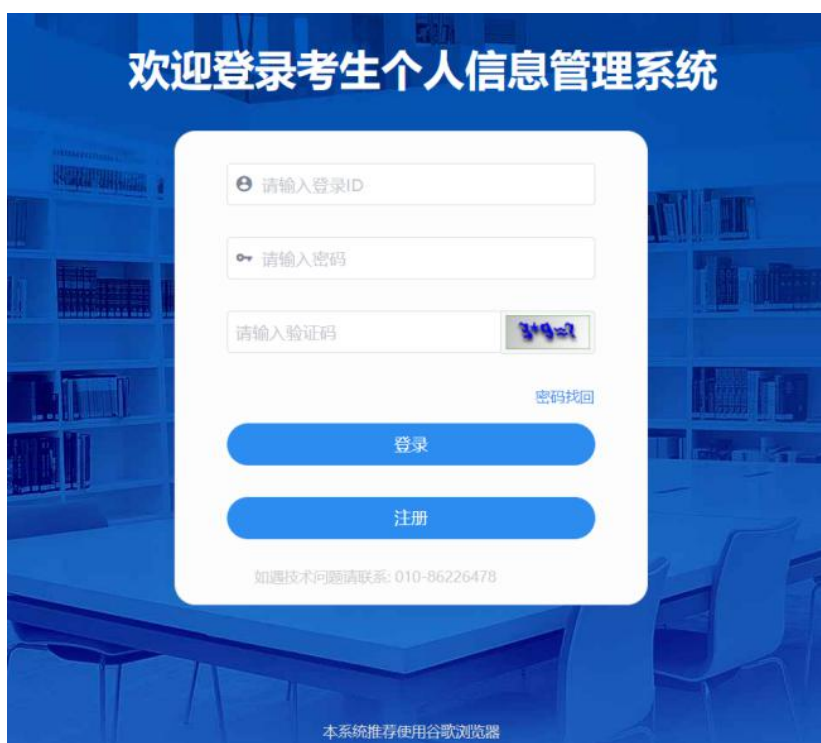 欢迎登录考生个人信息管理系统
请输入登录ID
请输入密码
请输入验证码
3+9=?
密码找回
登录
注册
如遇技术问题请联系: 010-86226478
本系统推荐使用谷歌浏览器